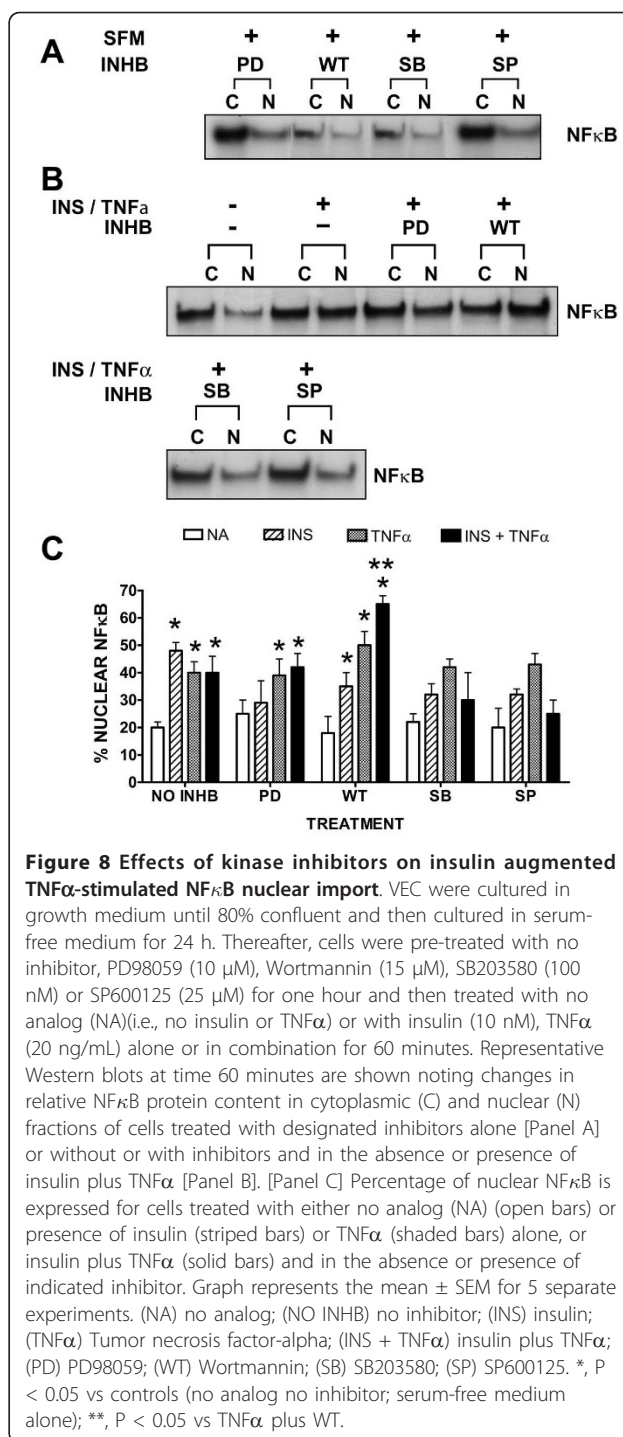 A
SFM + + + +
INHB PD WT SB SP
C N C N C N C N
NFκB
B
INS / TNFa - + + +
INHB - – PD WT
C N C N C N C N
NFκB
INS / TNFα + +
INHB SB SP
C N C N
NFκB
C
NA INS TNFα INS + TNFα
% NUCLEAR NFκB
70
60
50
40
30
20
10
0
* * * * * * * ** *
NO INHB PD WT SB SP
TREATMENT
Figure 8 Effects of kinase inhibitors on insulin augmented
TNFα-stimulated NFκB nuclear import. VEC were cultured in
growth medium until 80% confluent and then cultured in serum-
free medium for 24 h. Thereafter, cells were pre-treated with no
inhibitor, PD98059 (10 μM), Wortmannin (15 μM), SB203580 (100
nM) or SP600125 (25 μM) for one hour and then treated with no
analog (NA)(i.e., no insulin or TNFα) or with insulin (10 nM), TNFα
(20 ng/mL) alone or in combination for 60 minutes. Representative
Western blots at time 60 minutes are shown noting changes in
relative NFκB protein content in cytoplasmic (C) and nuclear (N)
fractions of cells treated with designated inhibitors alone [Panel A]
or without or with inhibitors and in the absence or presence of
insulin plus TNFα [Panel B]. [Panel C] Percentage of nuclear NFκB is
expressed for cells treated with either no analog (NA) (open bars) or
presence of insulin (striped bars) or TNFα (shaded bars) alone, or
insulin plus TNFα (solid bars) and in the absence or presence of
indicated inhibitor. Graph represents the mean ± SEM for 5 separate
experiments. (NA) no analog; (NO INHB) no inhibitor; (INS) insulin;
(TNFα) Tumor necrosis factor-alpha; (INS + TNFα) insulin plus TNFα;
(PD) PD98059; (WT) Wortmannin; (SB) SB203580; (SP) SP600125. *, P
< 0.05 vs controls (no analog no inhibitor; serum-free medium
alone); **, P < 0.05 vs TNFα plus WT.